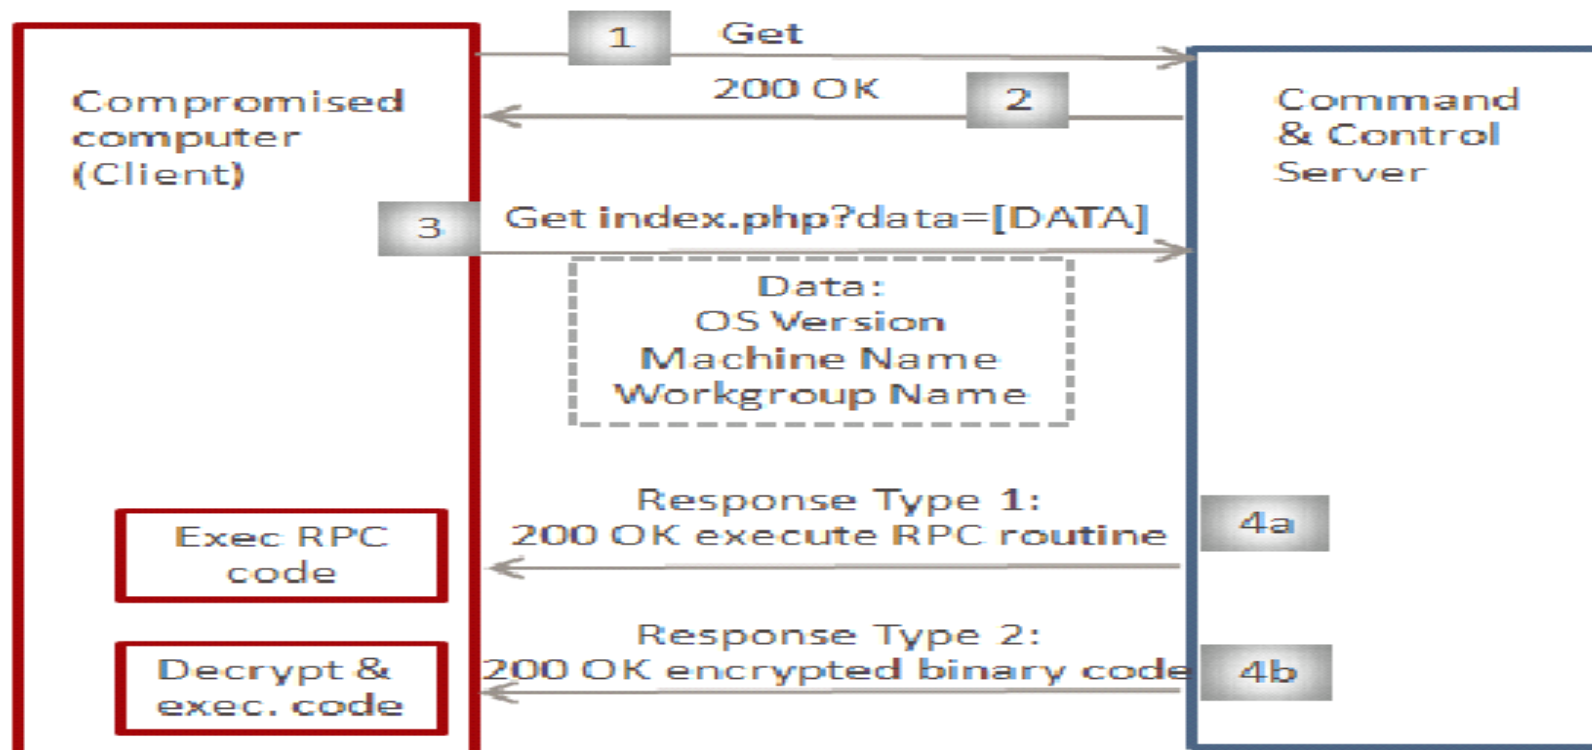 1
Get
200 OK
2
Compromised
computer
(Client)
Command
& Control
Server
3
Get index.php?data=[DATA]
Data:
OS Version
Machine Name
Workgroup Name
Response Type 1:
200 OK execute RPC routine
4a
Exec RPC
code
Response Type 2:
200 OK encrypted binary code
4b
Decrypt &
exec. code